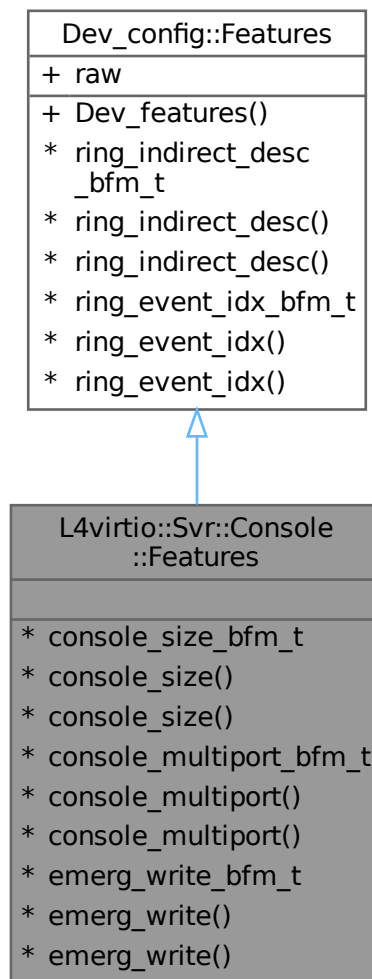 Dev_config::Features
+ raw
+ Dev_features()
* ring_indirect_desc
_bfm_t
* ring_indirect_desc()
* ring_indirect_desc()
* ring_event_idx_bfm_t
* ring_event_idx()
* ring_event_idx()
L4virtio::Svr::Console
::Features
* console_size_bfm_t
* console_size()
* console_size()
* console_multiport_bfm_t
* console_multiport()
* console_multiport()
* emerg_write_bfm_t
* emerg_write()
* emerg_write()